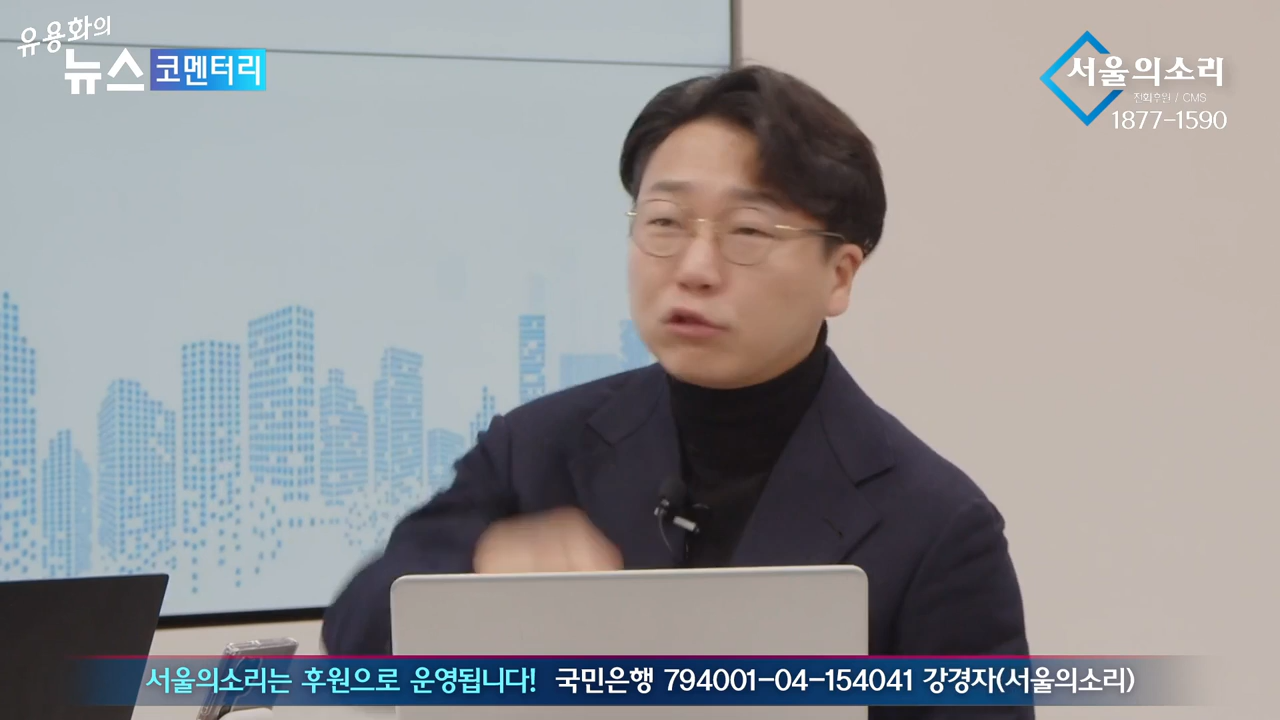 유용화의
뉴스 코멘터리
서울의소리
전화후원 / CMS
1877-1590
서울의소리는 후원으로 운영됩니다! 국민은행 794001-04-154041 강경자(서울의소리)